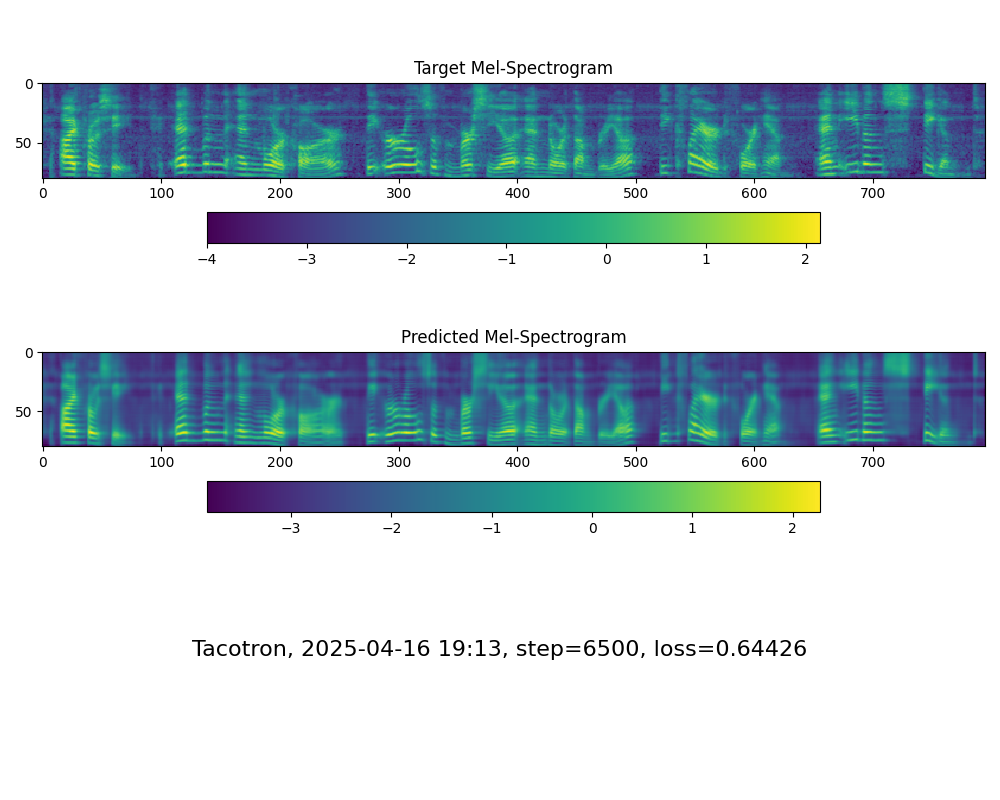 Target Mel-Spectrogram
0
50
0 100 200 300 400 500 600 700
−4 −3 −2 −1 0 1 2
Predicted Mel-Spectrogram
0
50
0 100 200 300 400 500 600 700
−3 −2 −1 0 1 2
Tacotron, 2025-04-16 19:13, step=6500, loss=0.64426